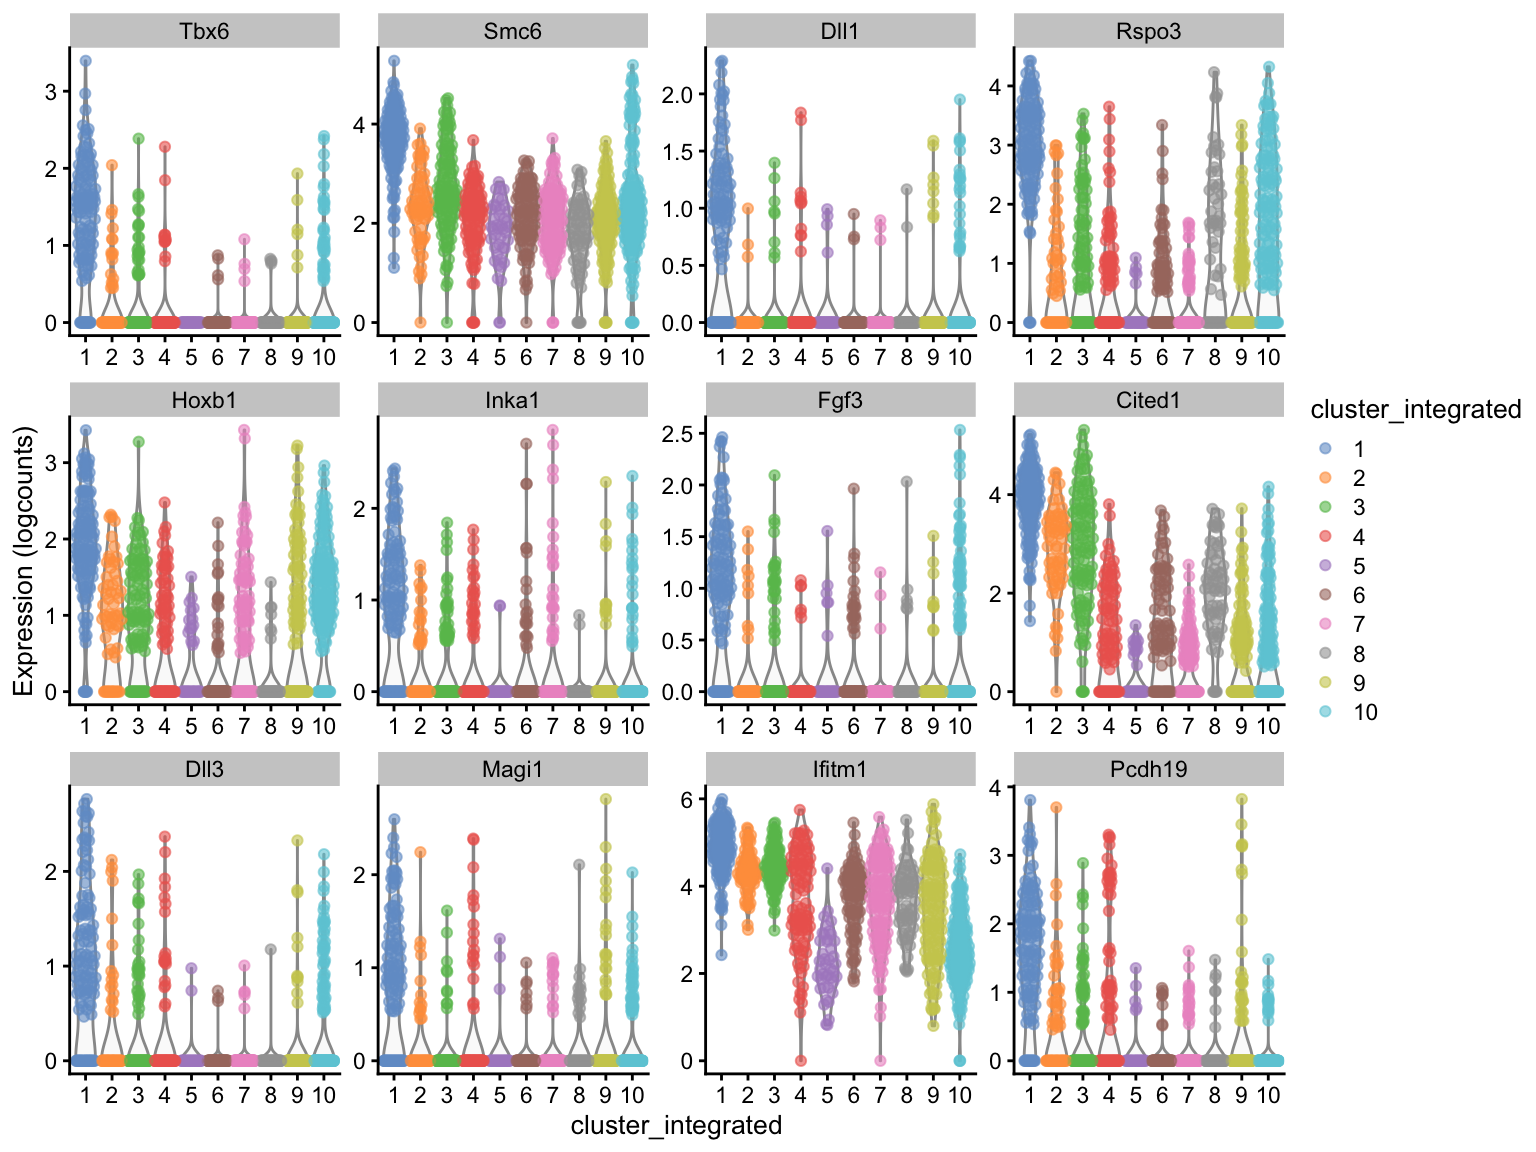 Tbx6 Smc6 Dll1 Rspo3
3 2 1 0
4 2 0
2.0 1.5 1.0 0.5 0.0
4 3 2 1 0
1 2 3 4 5 6 7 8 9 10 1 2 3 4 5 6 7 8 9 10 1 2 3 4 5 6 7 8 9 10 1 2 3 4 5 6 7 8 9 10
Hoxb1 Inka1 Fgf3 Cited1
Expression (logcounts)
3 2 1 0
2 1 0
2.5 2.0 1.5 1.0 0.5 0.0
4 2 0
1 2 3 4 5 6 7 8 9 10 1 2 3 4 5 6 7 8 9 10 1 2 3 4 5 6 7 8 9 10 1 2 3 4 5 6 7 8 9 10
Dll3 Magi1 Ifitm1 Pcdh19
2 1 0
2 1 0
6 4 2 0
4 3 2 1 0
1 2 3 4 5 6 7 8 9 10 1 2 3 4 5 6 7 8 9 10 1 2 3 4 5 6 7 8 9 10 1 2 3 4 5 6 7 8 9 10
cluster_integrated
cluster_integrated
1
2
3
4
5
6
7
8
9
10